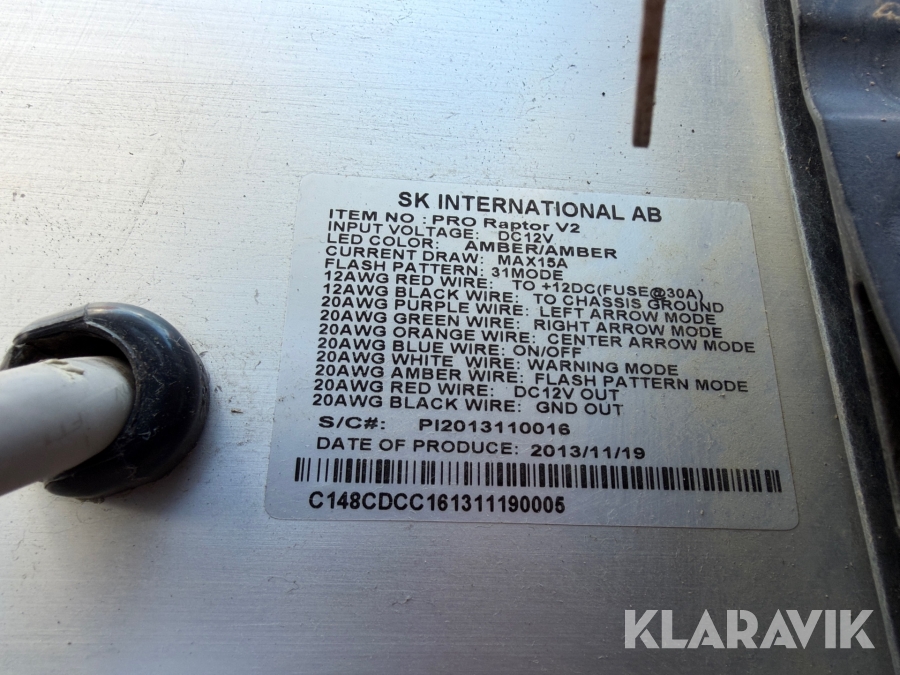 SK INTERNATIONAL AB
ITEM NO: PRO Raptor V2
INPUT VOLTAGE: DC12V
LED COLOR: AMBER/AMBER
CURRENT DRAW: MAX15A
FLASH PATTERN: 31MODE
12AWG RED WIRE: TO +12DC(FUSE@30A)
12AWG BLACK WIRE: TO CHASSIS GROUND
20AWG PURPLE WIRE: LEFT ARROW MODE
20AWG GREEN WIRE: RIGHT ARROW MODE
20AWG ORANGE WIRE: CENTER ARROW MODE
20AWG BLUE WIRE: ON/OFF
20AWG WHITE WIRE: WARNING MODE
20AWG AMBER WIRE: FLASH PATTERN MODE
20AWG RED WIRE: DC12V OUT
20AWG BLACK WIRE: GND OUT
S/C#: PI2013110016
DATE OF PRODUCE: 2013/11/19
C148CDCC161311190005
KLARAVIK